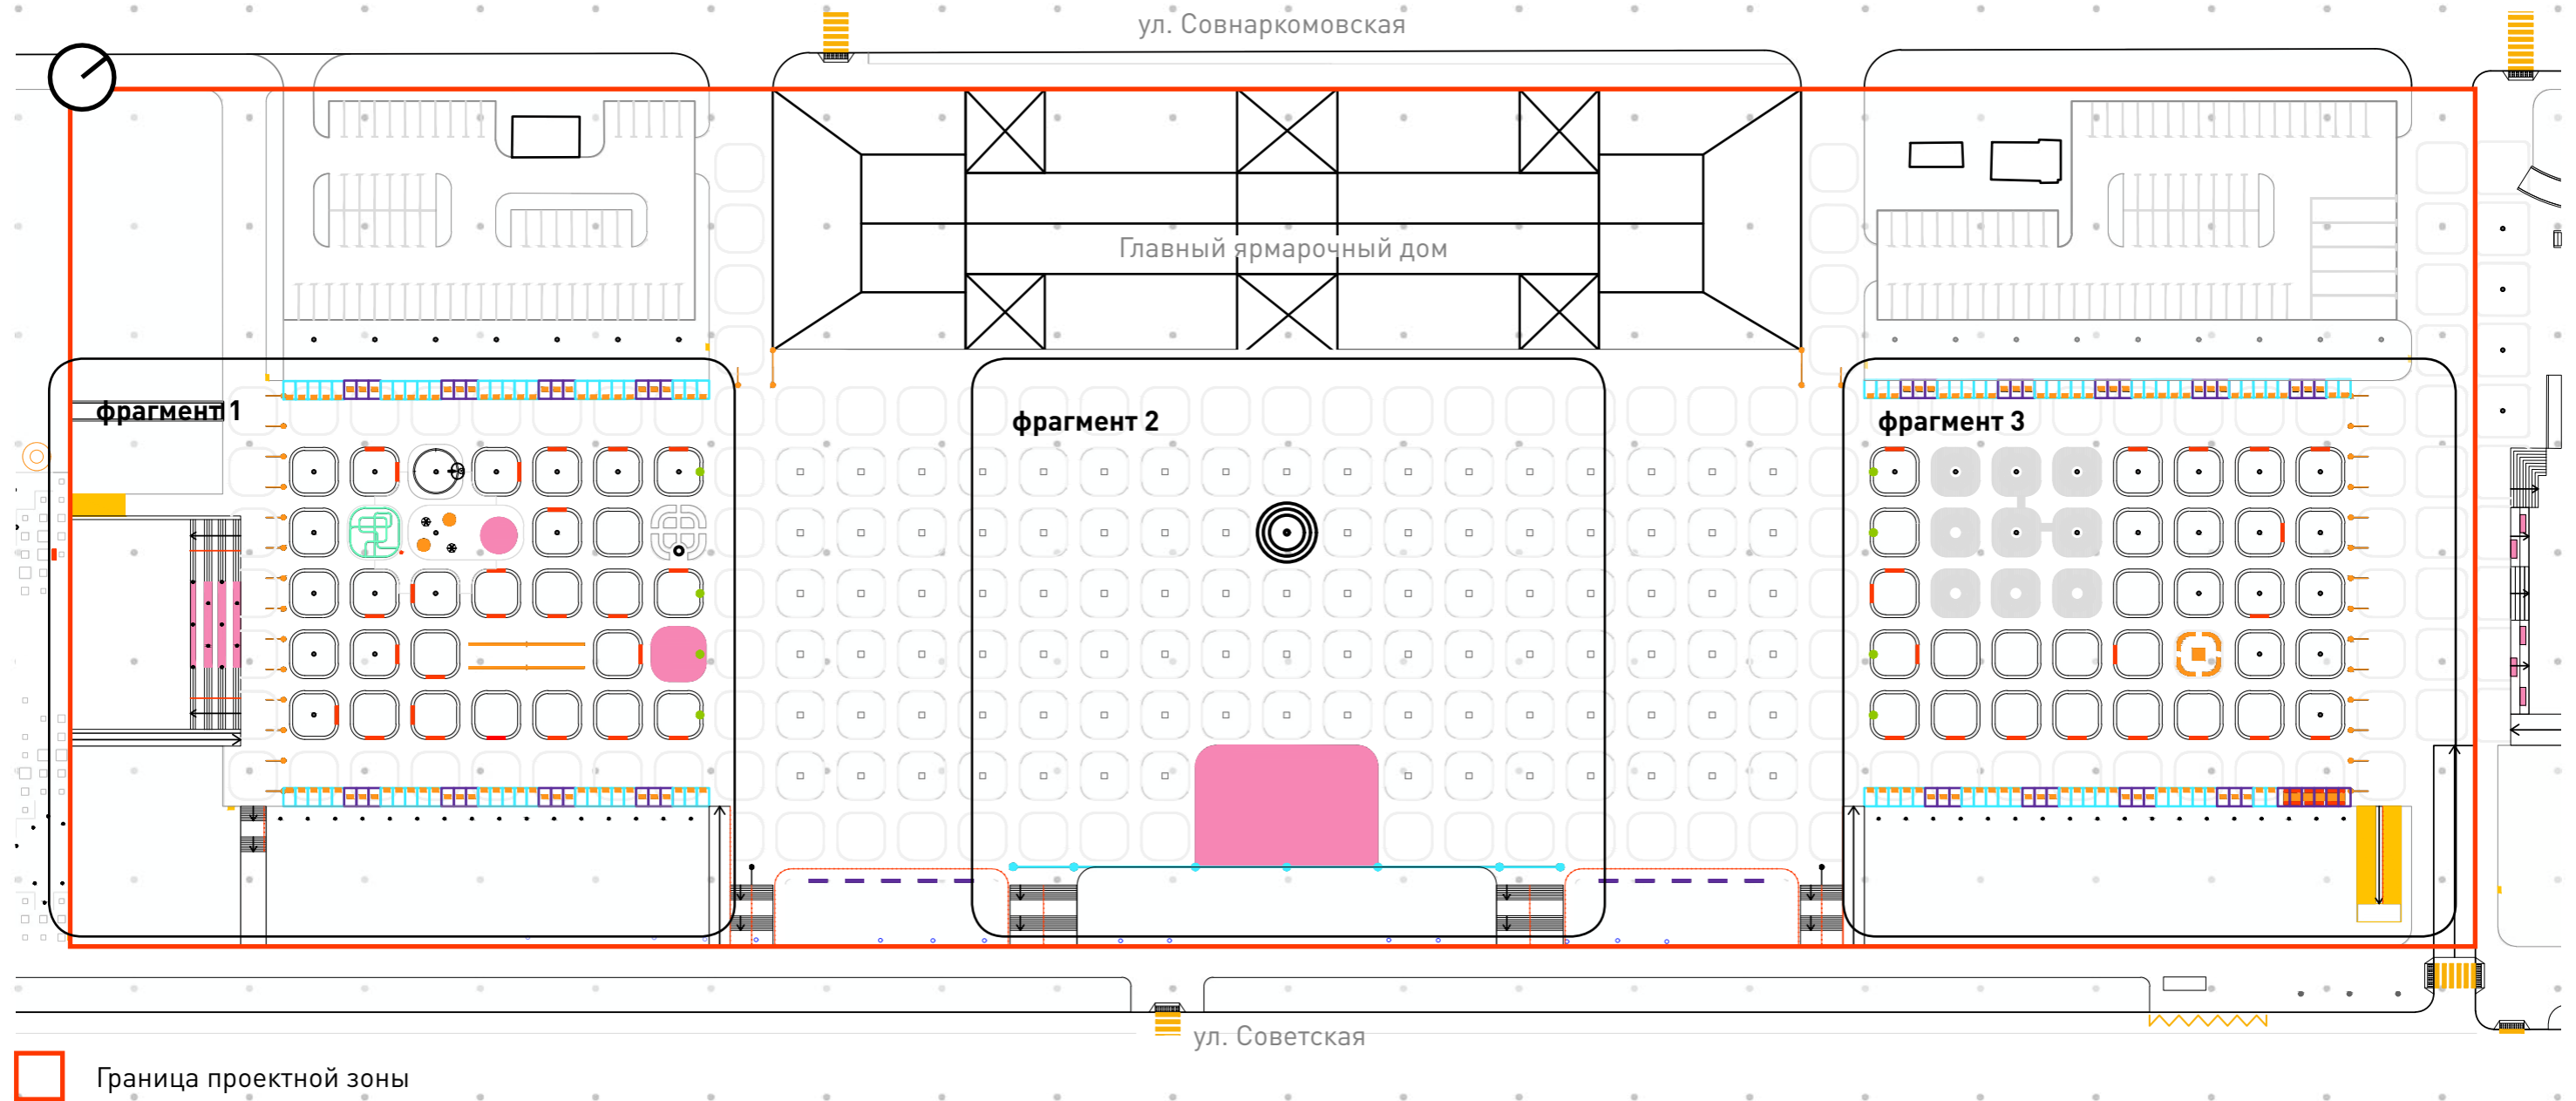 ул. Совнаркомовская
Главный ярмарочный дом
фрагмент 1
фрагмент 2
фрагмент 3
ул. Советская
Граница проектной зоны